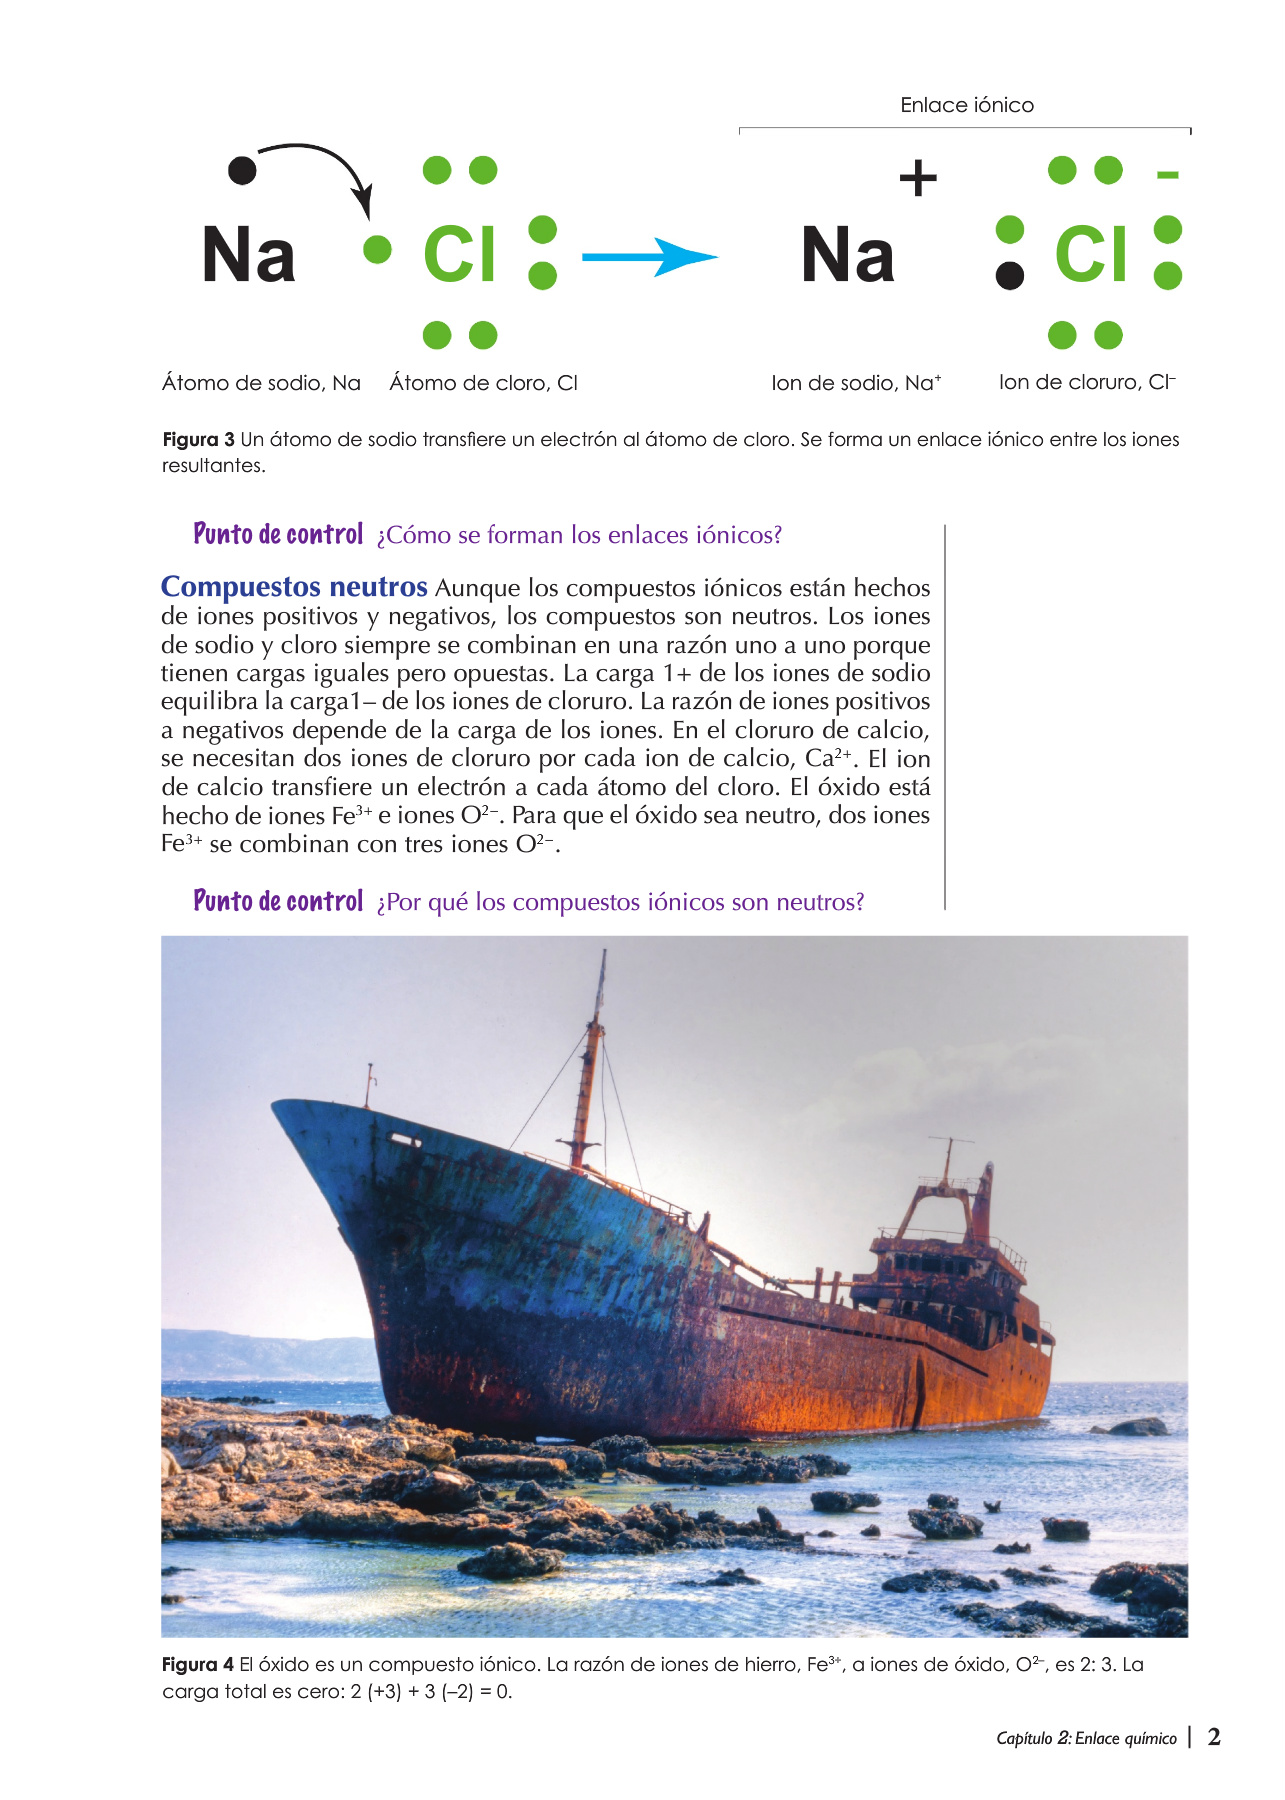 Enlace iónico
+
-
Na Cl Na Cl
Átomo de sodio, Na Átomo de cloro, Cl Ion de sodio, Na⁺ Ion de cloruro, Cl⁻
Figura 3 Un átomo de sodio transfiere un electrón al átomo de cloro. Se forma un enlace iónico entre los iones
resultantes.
Punto de control ¿Cómo se forman los enlaces iónicos?
Compuestos neutros Aunque los compuestos iónicos están hechos
de iones positivos y negativos, los compuestos son neutros. Los iones
de sodio y cloro siempre se combinan en una razón uno a uno porque
tienen cargas iguales pero opuestas. La carga 1+ de los iones de sodio
equilibra la carga1– de los iones de cloruro. La razón de iones positivos
a negativos depende de la carga de los iones. En el cloruro de calcio,
se necesitan dos iones de cloruro por cada ion de calcio, Ca²⁺. El ion
de calcio transfiere un electrón a cada átomo del cloro. El óxido está
hecho de iones Fe³⁺ e iones O²⁻. Para que el óxido sea neutro, dos iones
Fe³⁺ se combinan con tres iones O²⁻.
Punto de control ¿Por qué los compuestos iónicos son neutros?
Figura 4 El óxido es un compuesto iónico. La razón de iones de hierro, Fe³⁺, a iones de óxido, O²⁻, es 2: 3. La
carga total es cero: 2 (+3) + 3 (–2) = 0.
Capítulo 2: Enlace químico | 2